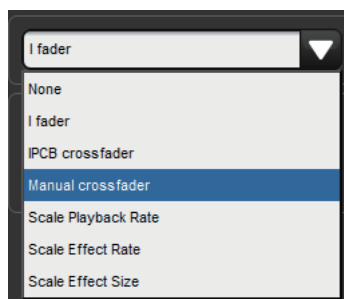 I fader
None
I fader
IPCB crossfader
Manual crossfader
Scale Playback Rate
Scale Effect Rate
Scale Effect Size